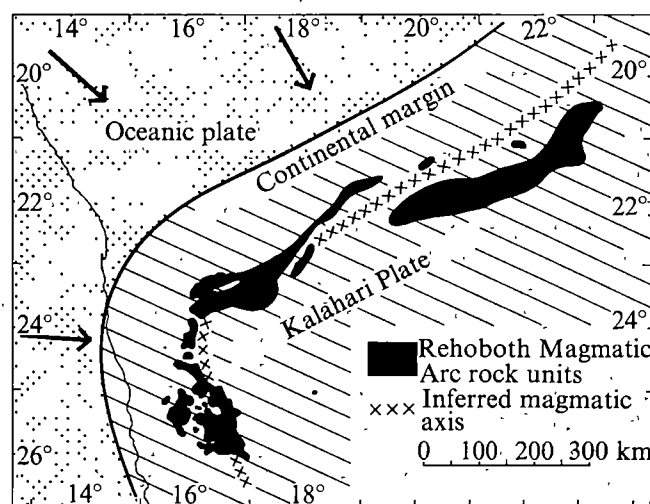 14° 16° 18° 20° 22°
20° 20°
Oceanic plate
Continental margin
22° 22°
Kalahari Plate
24° 24°
Rehoboth Magmatic
Arc rock units
××× Inferred magmatic
axis
0 100 200 300 km
26°
14° 16° 18°